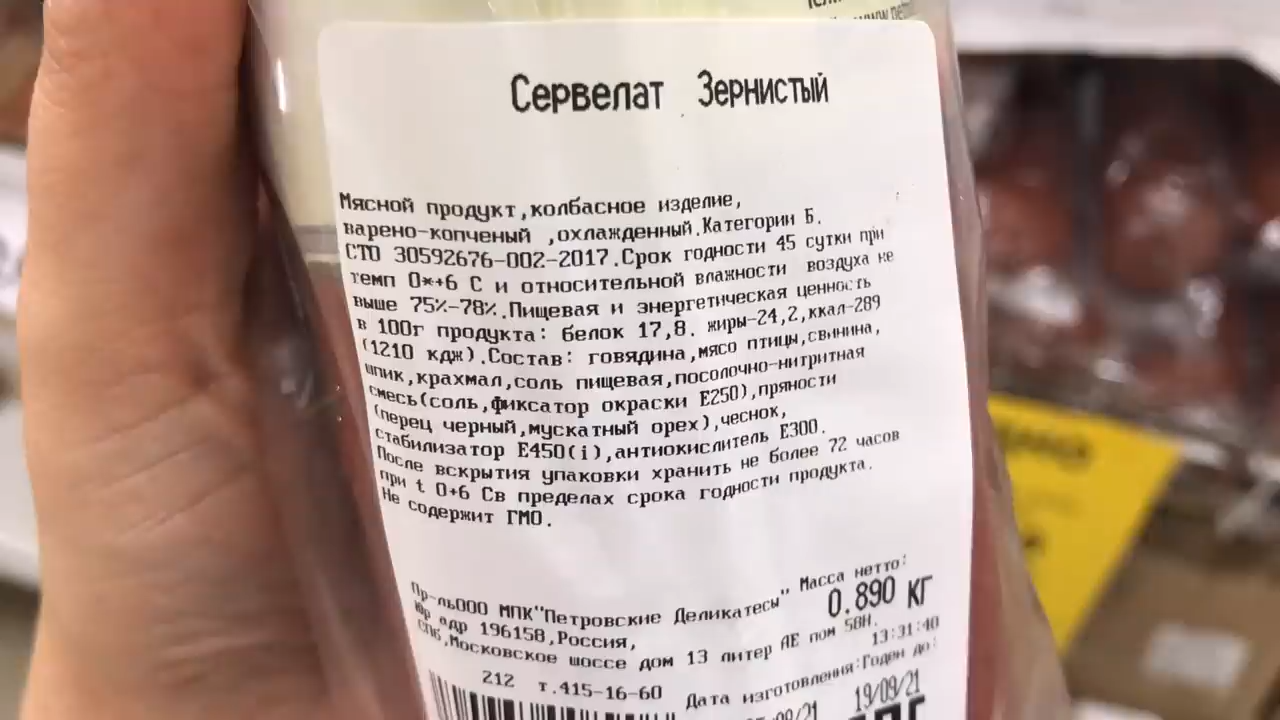 Сервелат Зернистый
Мясной продукт,колбасное изделие,
варено-копченый ,охлажденный.Категории Б.
СТО 30592676-002-2017.Срок годности 45 сутки при
темп 0*+6 С и относительной влажности воздуха не
выше 75%-78%.Пищевая и энергетическая ценность
в 100г продукта: белок 17,8. жиры-24,2,ккал-289
(1210 кдж).Состав: говядина,мясо птицы,свинина,
шпик,крахмал,соль пищевая,посолочно-нитритная
смесь(соль,фиксатор окраски Е250),пряности
(перец черный,мускатный орех),чеснок,
стабилизатор Е450(i),антиокислитель Е300.
После вскрытия упаковки хранить не более 72 часов
при t 0+6 Св пределах срока годности продукта.
Не содержит ГМО.
Пр-льООО МПК"Петровские Деликатесы" Масса нетто:
0.890 КГ
Юр адр 196158,Россия,
СПб,Московское шоссе дом 13 литер АЕ пом 58Н.
13:31:40
212 т.415-16-60 Дата изготовления:Годен до:
19/09/21